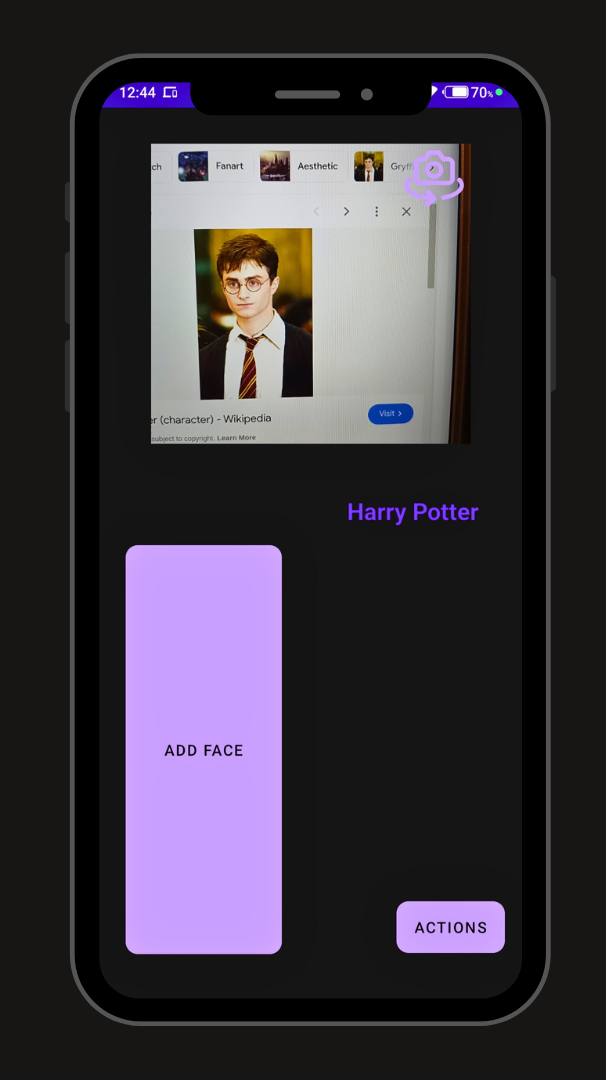 12:44
70%
ch
Fanart
Aesthetic
Gryff
er (character) - Wikipedia
Visit >
subject to copyright. Learn More
Harry Potter
ADD FACE
ACTIONS